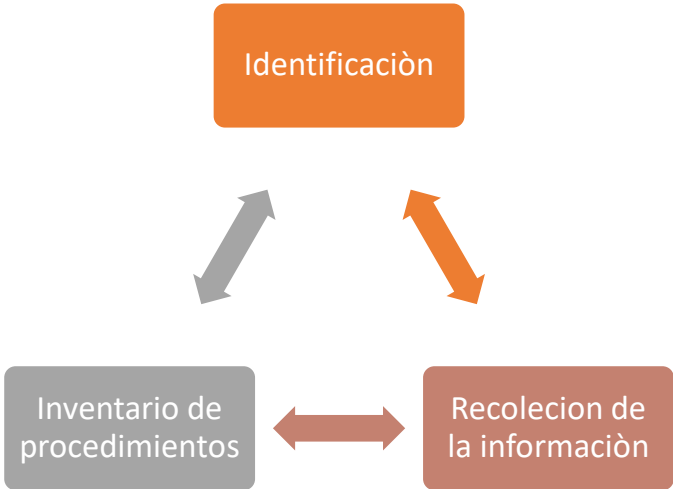 Identificaciòn
Inventario de
procedimientos
Recolecion de
la informaciòn